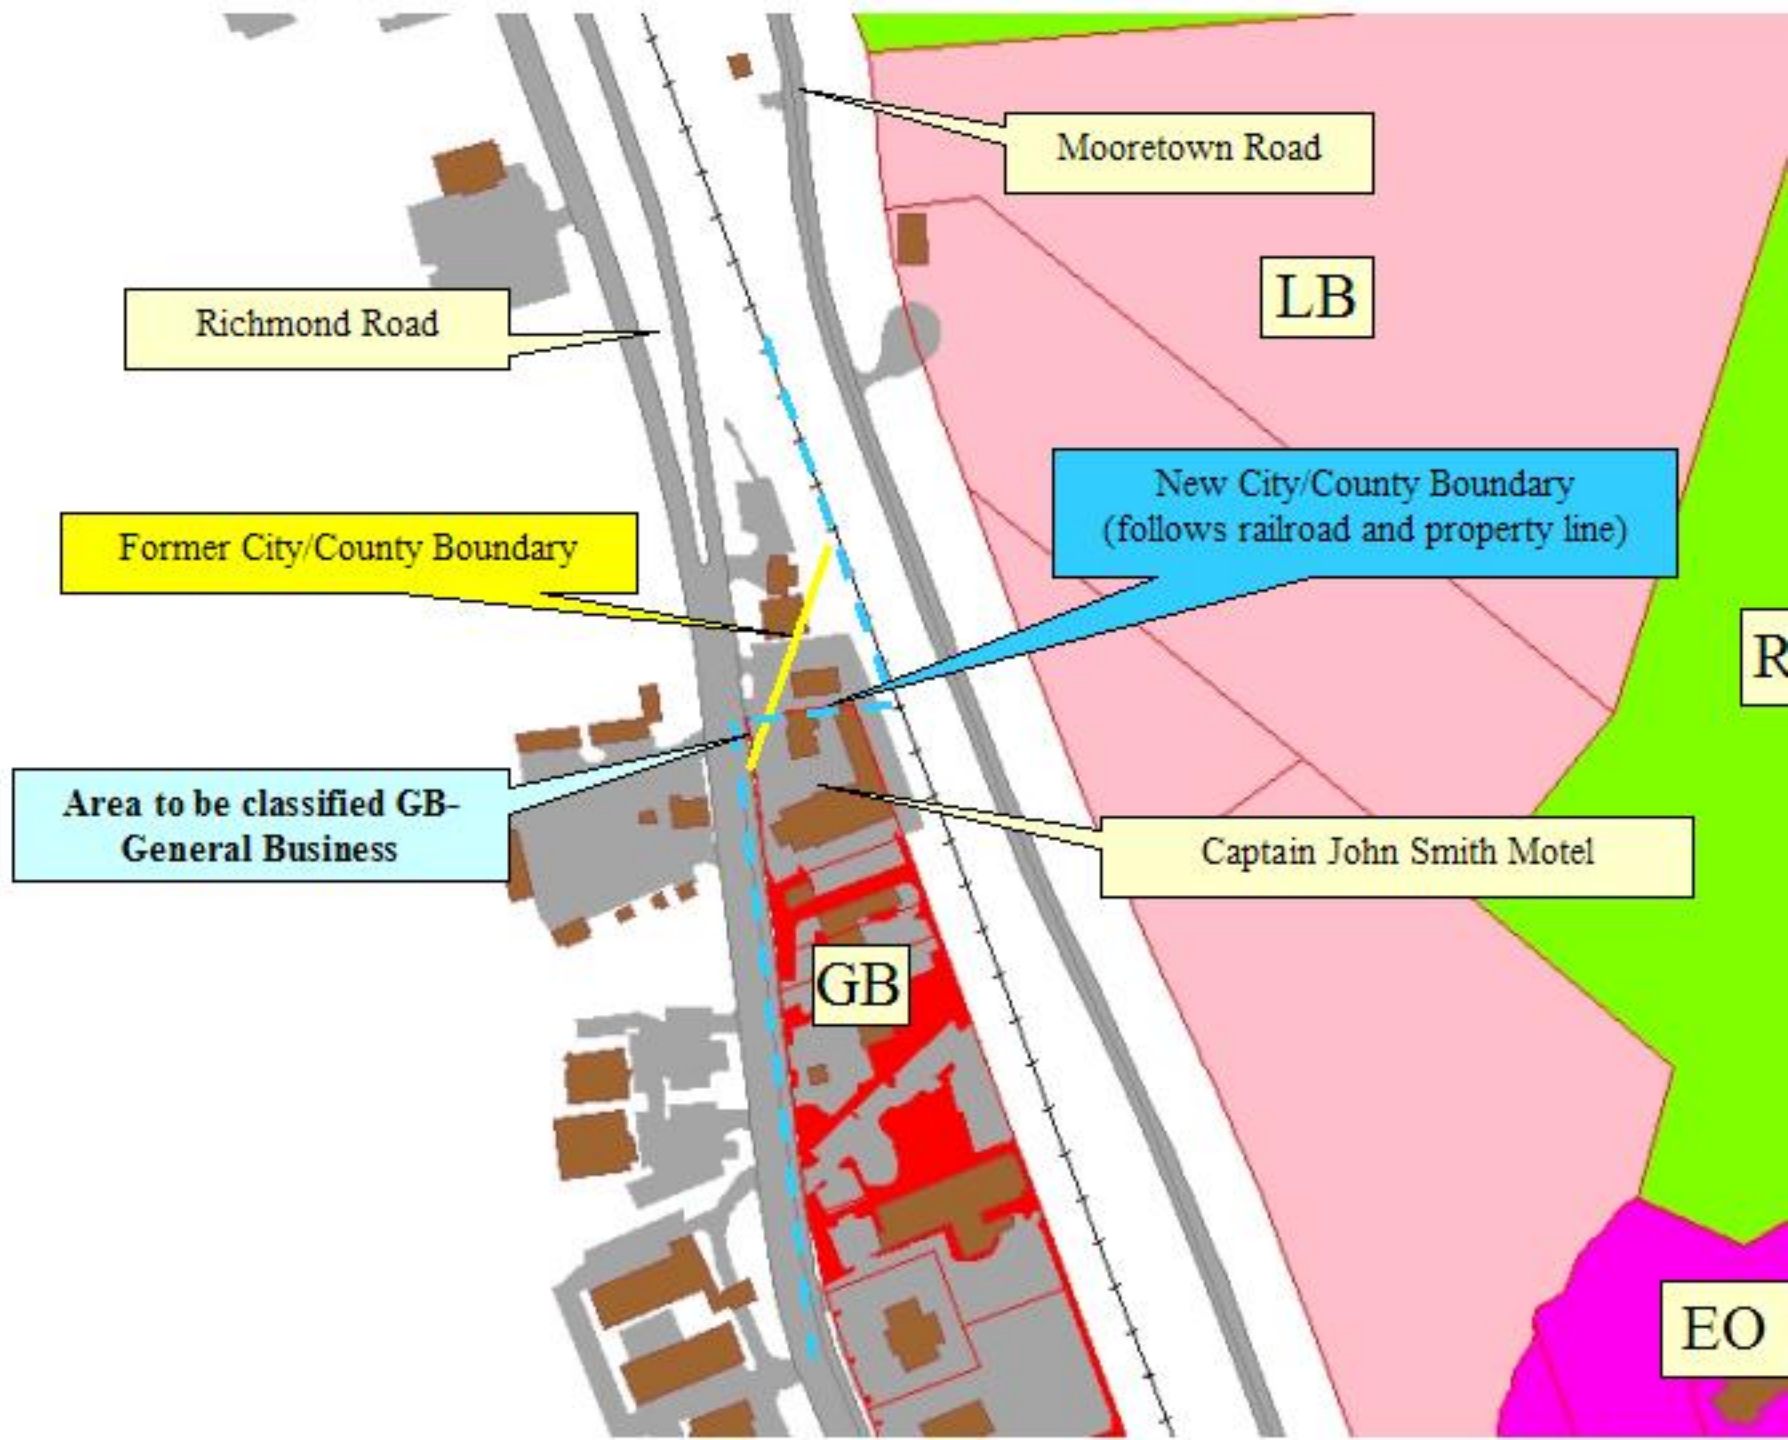 Mooretown Road
LB
Richmond Road
New City/County Boundary
(follows railroad and property line)
Former City/County Boundary
R
Area to be classified GB-
General Business
Captain John Smith Motel
GB
EO